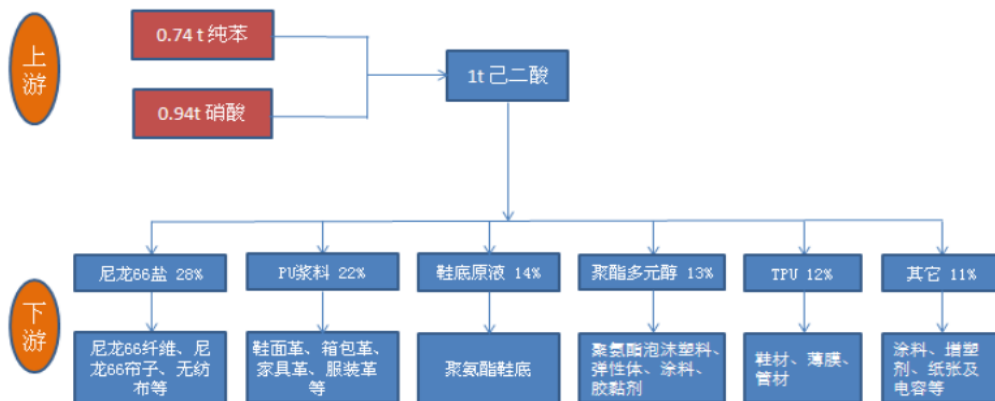 上
游
0.74 t 纯苯
0.94t 硝酸
1t 己二酸
下
游
尼龙66盐 28%
PU浆料 22%
鞋底原液 14%
聚酯多元醇 13%
TPU 12%
其它 11%
尼龙66纤维、尼
龙66帘子、无纺
布等
鞋面革、箱包革、
家具革、服装革
等
聚氨酯鞋底
聚氨酯泡沫塑料、
弹性体、涂料、
胶黏剂
鞋材、薄膜、
管材
涂料、增塑
剂、纸张及
电容等